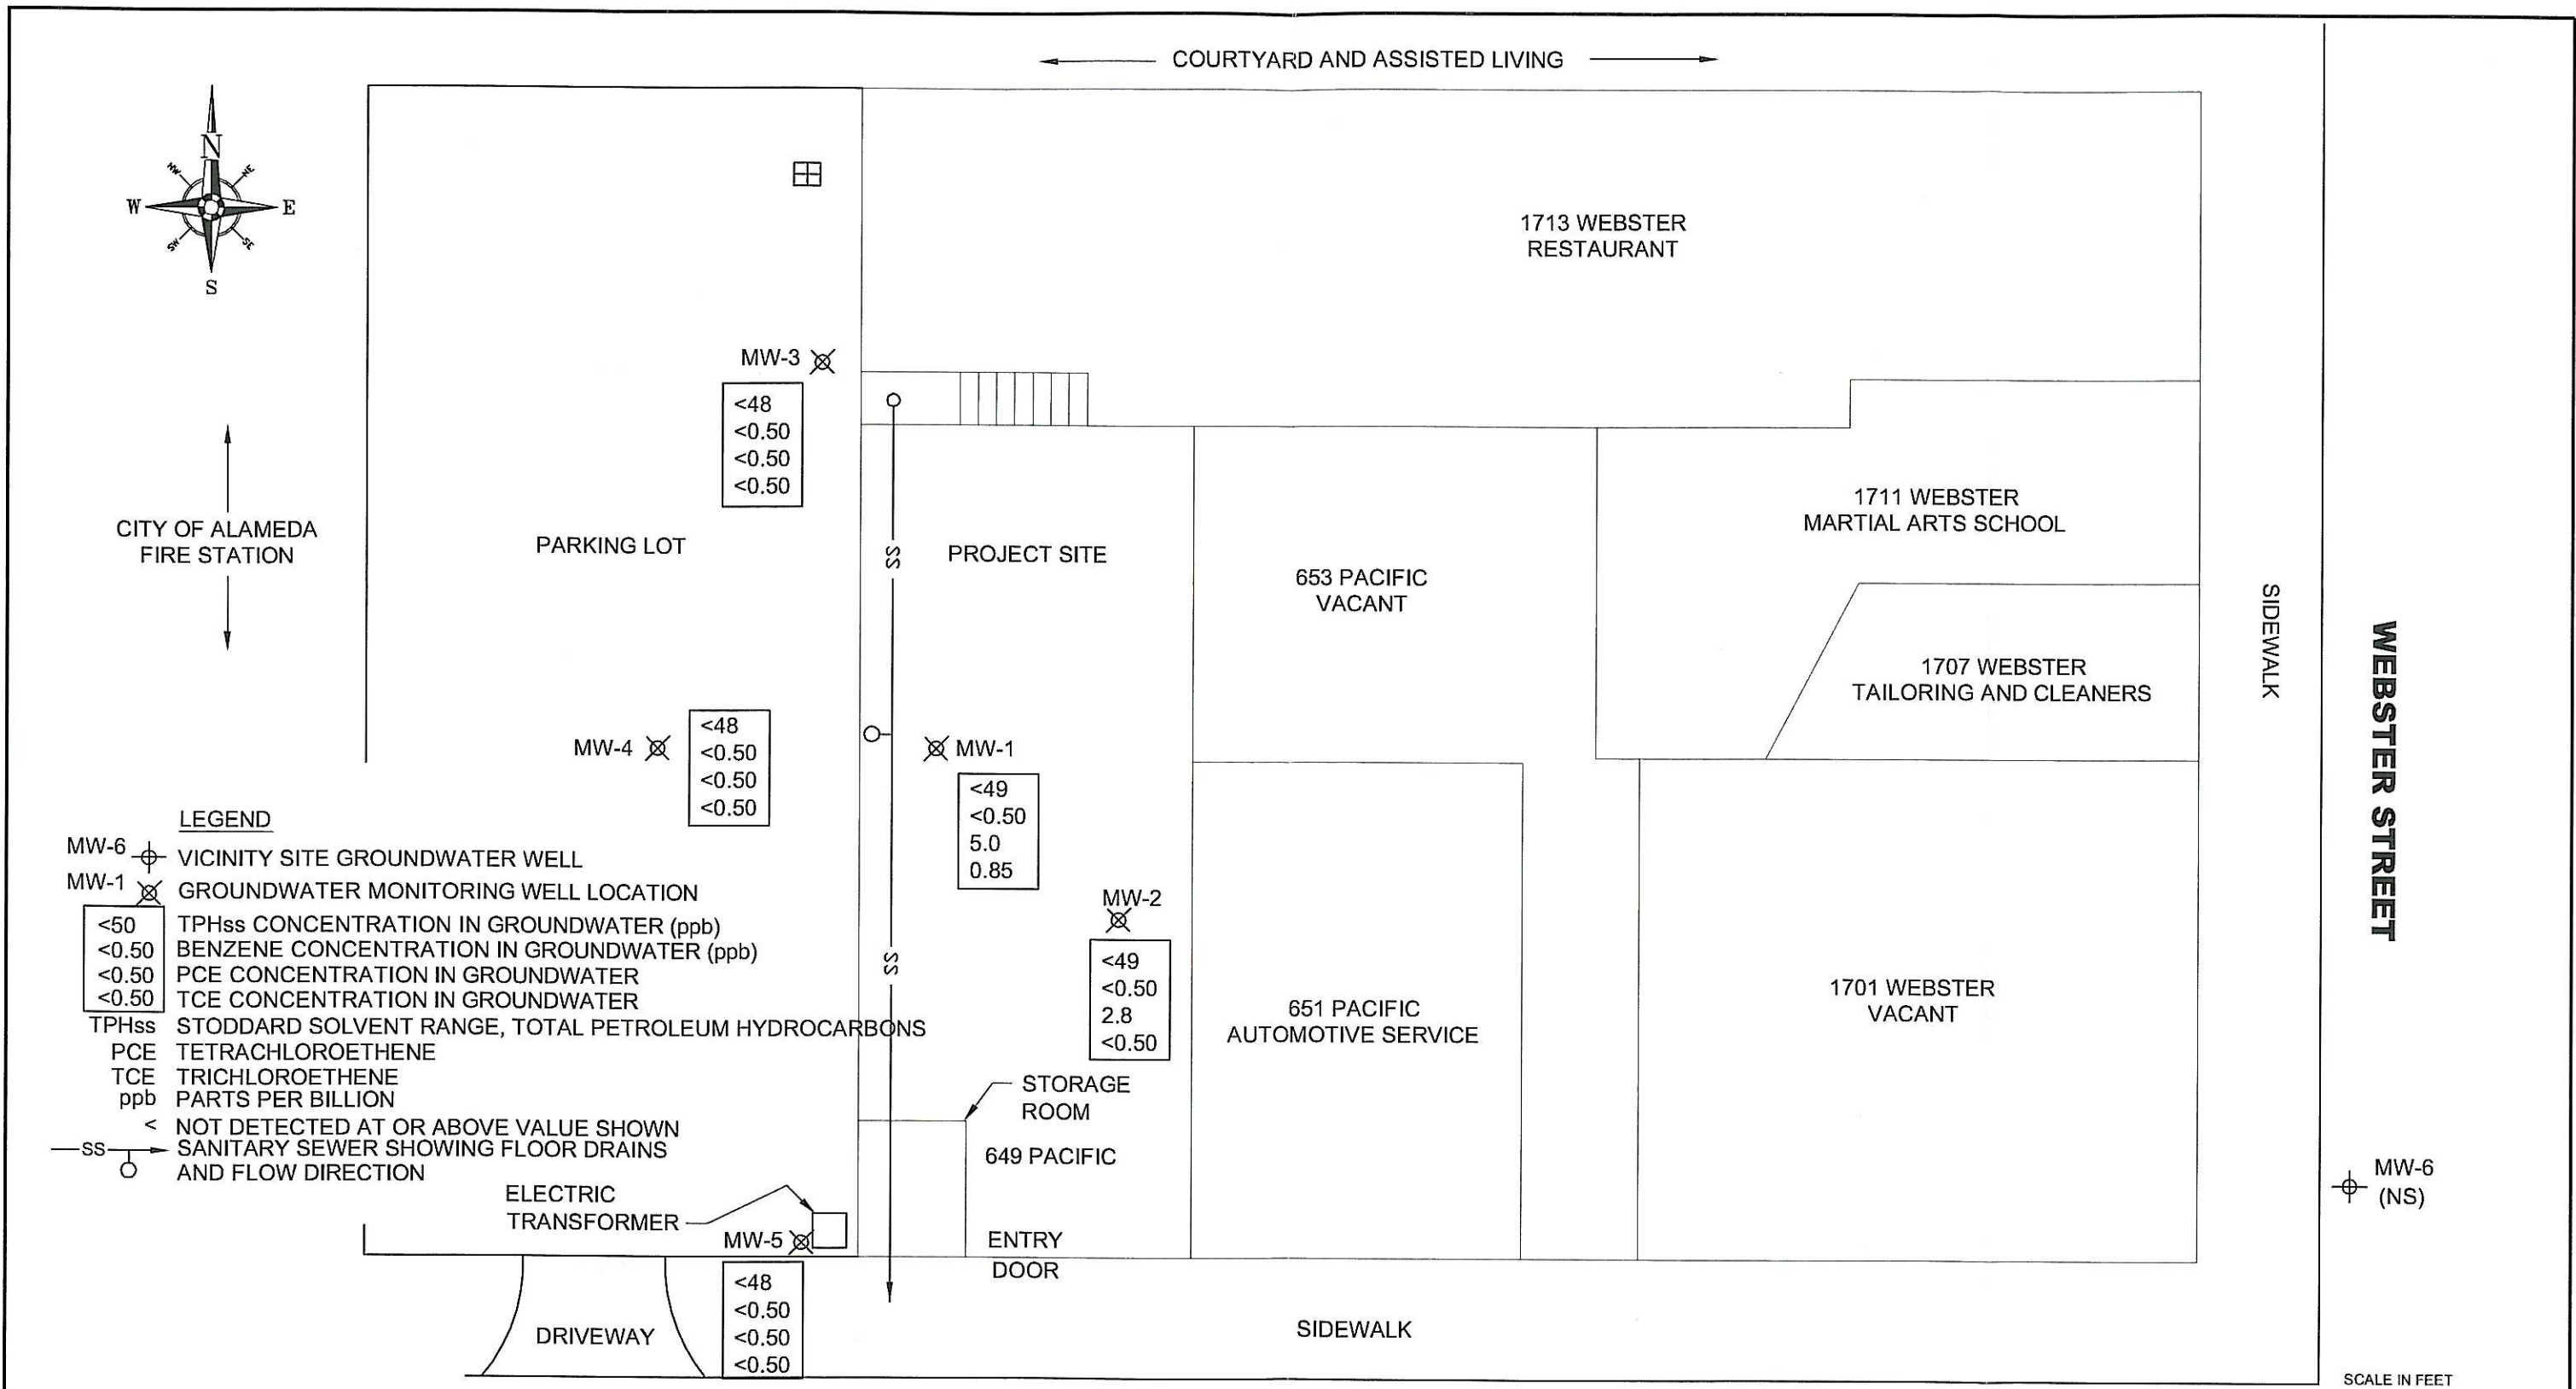 COURTYARD AND ASSISTED LIVING
N
NW
NE
W
E
SW
SE
S
1713 WEBSTER
RESTAURANT
MW-3
<48
<0.50
<0.50
<0.50
CITY OF ALAMEDA
FIRE STATION
PARKING LOT
SS
PROJECT SITE
653 PACIFIC
VACANT
1711 WEBSTER
MARTIAL ARTS SCHOOL
1707 WEBSTER
TAILORING AND CLEANERS
SIDEWALK
WEBSTER STREET
MW-4
<48
<0.50
<0.50
<0.50
MW-1
<49
<0.50
5.0
0.85
MW-2
<49
<0.50
2.8
<0.50
SS
651 PACIFIC
AUTOMOTIVE SERVICE
1701 WEBSTER
VACANT
LEGEND
MW-6 VICINITY SITE GROUNDWATER WELL
MW-1 GROUNDWATER MONITORING WELL LOCATION
<50 TPHss CONCENTRATION IN GROUNDWATER (ppb)
<0.50 BENZENE CONCENTRATION IN GROUNDWATER (ppb)
<0.50 PCE CONCENTRATION IN GROUNDWATER
<0.50 TCE CONCENTRATION IN GROUNDWATER
TPHss STODDARD SOLVENT RANGE, TOTAL PETROLEUM HYDROCARBONS
PCE TETRACHLOROETHENE
TCE TRICHLOROETHENE
ppb PARTS PER BILLION
< NOT DETECTED AT OR ABOVE VALUE SHOWN
SS SANITARY SEWER SHOWING FLOOR DRAINS
AND FLOW DIRECTION
STORAGE
ROOM
649 PACIFIC
ELECTRIC
TRANSFORMER
MW-5
<48
<0.50
<0.50
<0.50
ENTRY
DOOR
DRIVEWAY
SIDEWALK
MW-6
(NS)
SCALE IN FEET